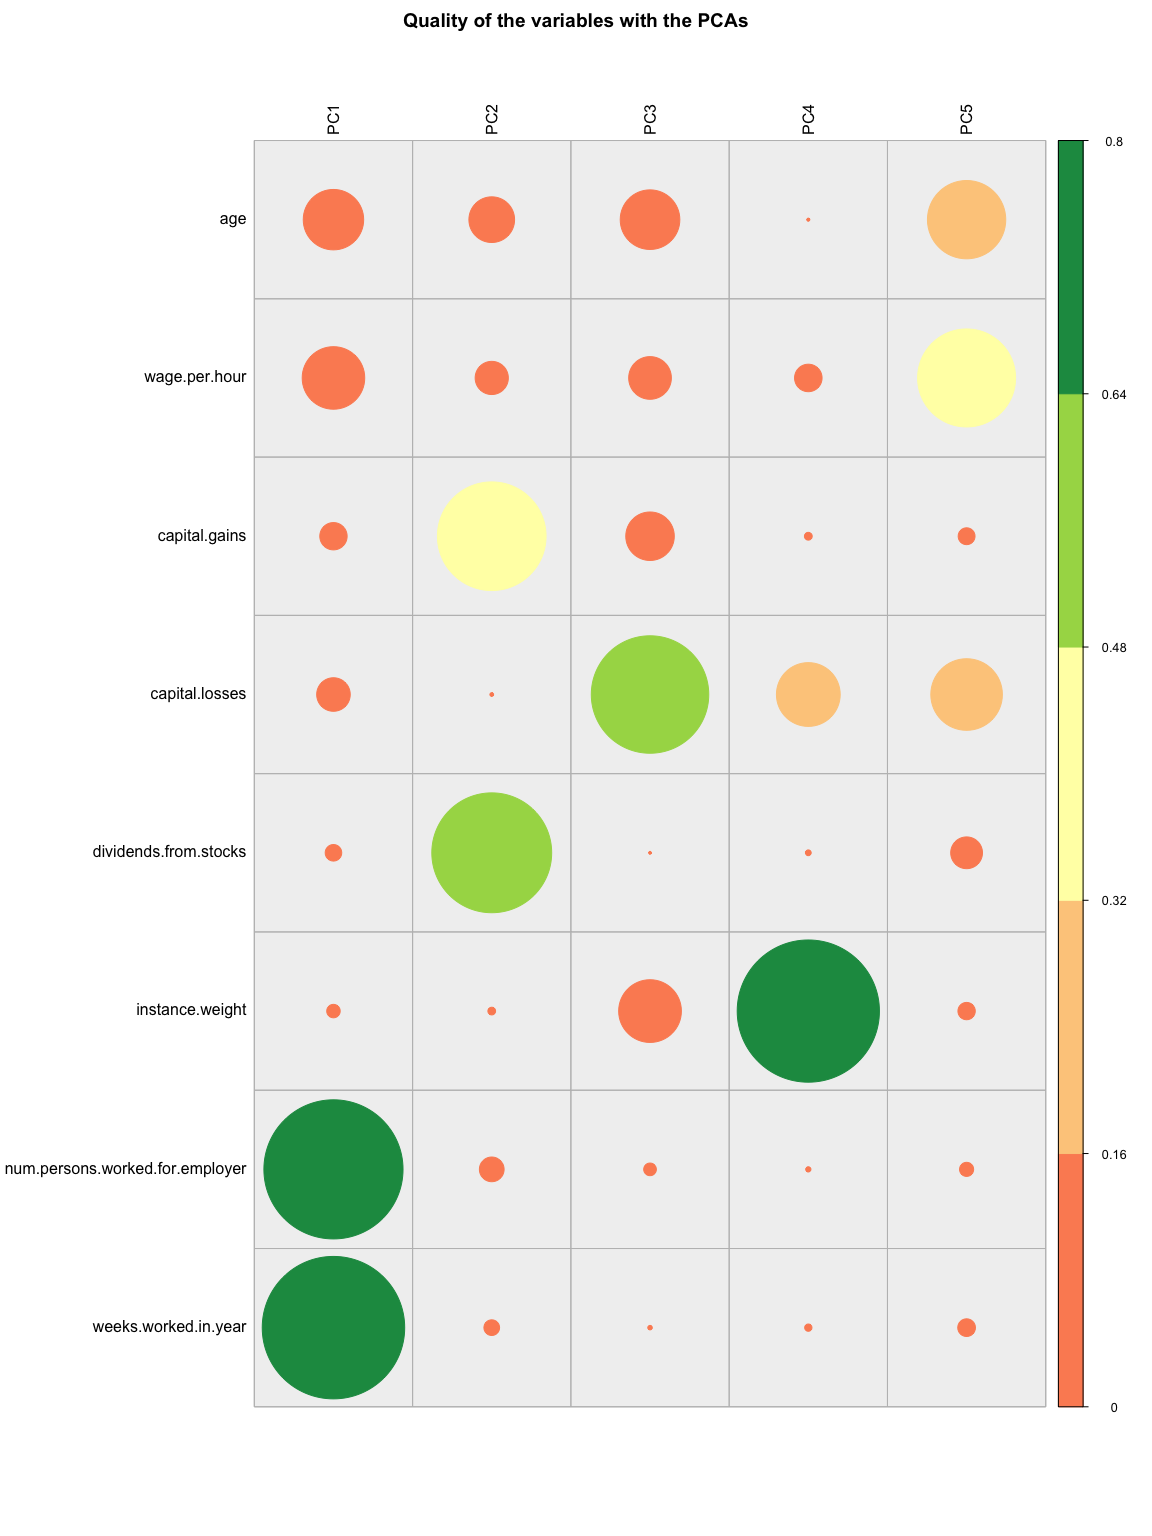 Quality of the variables with the PCAs
PC1
PC2
PC3
PC4
PC5
age
wage.per.hour
capital.gains
capital.losses
dividends.from.stocks
instance.weight
num.persons.worked.for.employer
weeks.worked.in.year
0.8
0.64
0.48
0.32
0.16
0